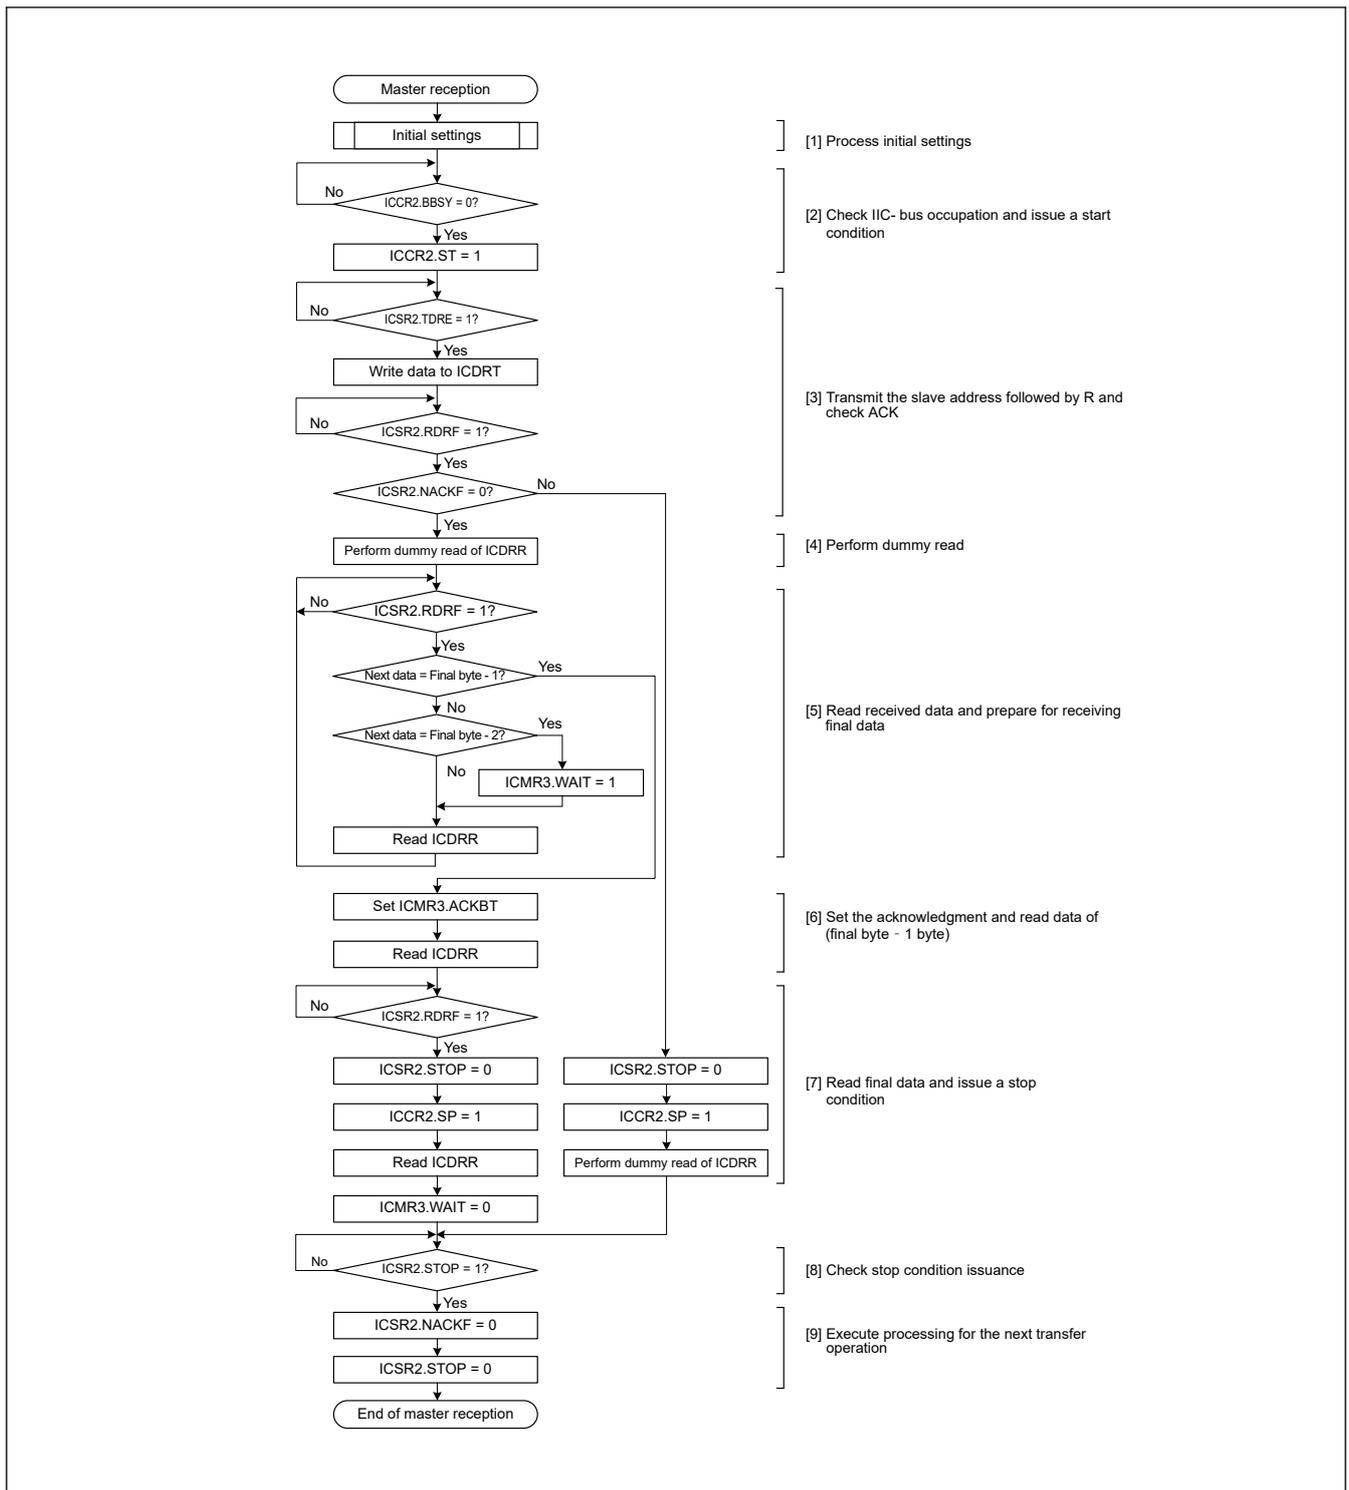 Master reception
Initial settings
[1] Process initial settings
No
ICCR2.BBSY = 0?
[2] Check IIC- bus occupation and issue a start
condition
Yes
ICCR2.ST = 1
No
ICSR2.TDRE = 1?
Yes
Write data to ICDRT
[3] Transmit the slave address followed by R and
check ACK
No
ICSR2.RDRF = 1?
Yes
ICSR2.NACKF = 0?
No
Yes
Perform dummy read of ICDRR
[4] Perform dummy read
No
ICSR2.RDRF = 1?
Yes
Next data = Final byte - 1?
Yes
No
[5] Read received data and prepare for receiving
final data
Next data = Final byte - 2?
Yes
No
ICMR3.WAIT = 1
Read ICDRR
Set ICMR3.ACKBT
[6] Set the acknowledgment and read data of
(final byte - 1 byte)
Read ICDRR
No
ICSR2.RDRF = 1?
Yes
ICSR2.STOP = 0
ICSR2.STOP = 0
[7] Read final data and issue a stop
condition
ICCR2.SP = 1
ICCR2.SP = 1
Read ICDRR
Perform dummy read of ICDRR
ICMR3.WAIT = 0
No
ICSR2.STOP = 1?
[8] Check stop condition issuance
Yes
ICSR2.NACKF = 0
[9] Execute processing for the next transfer
operation
ICSR2.STOP = 0
End of master reception